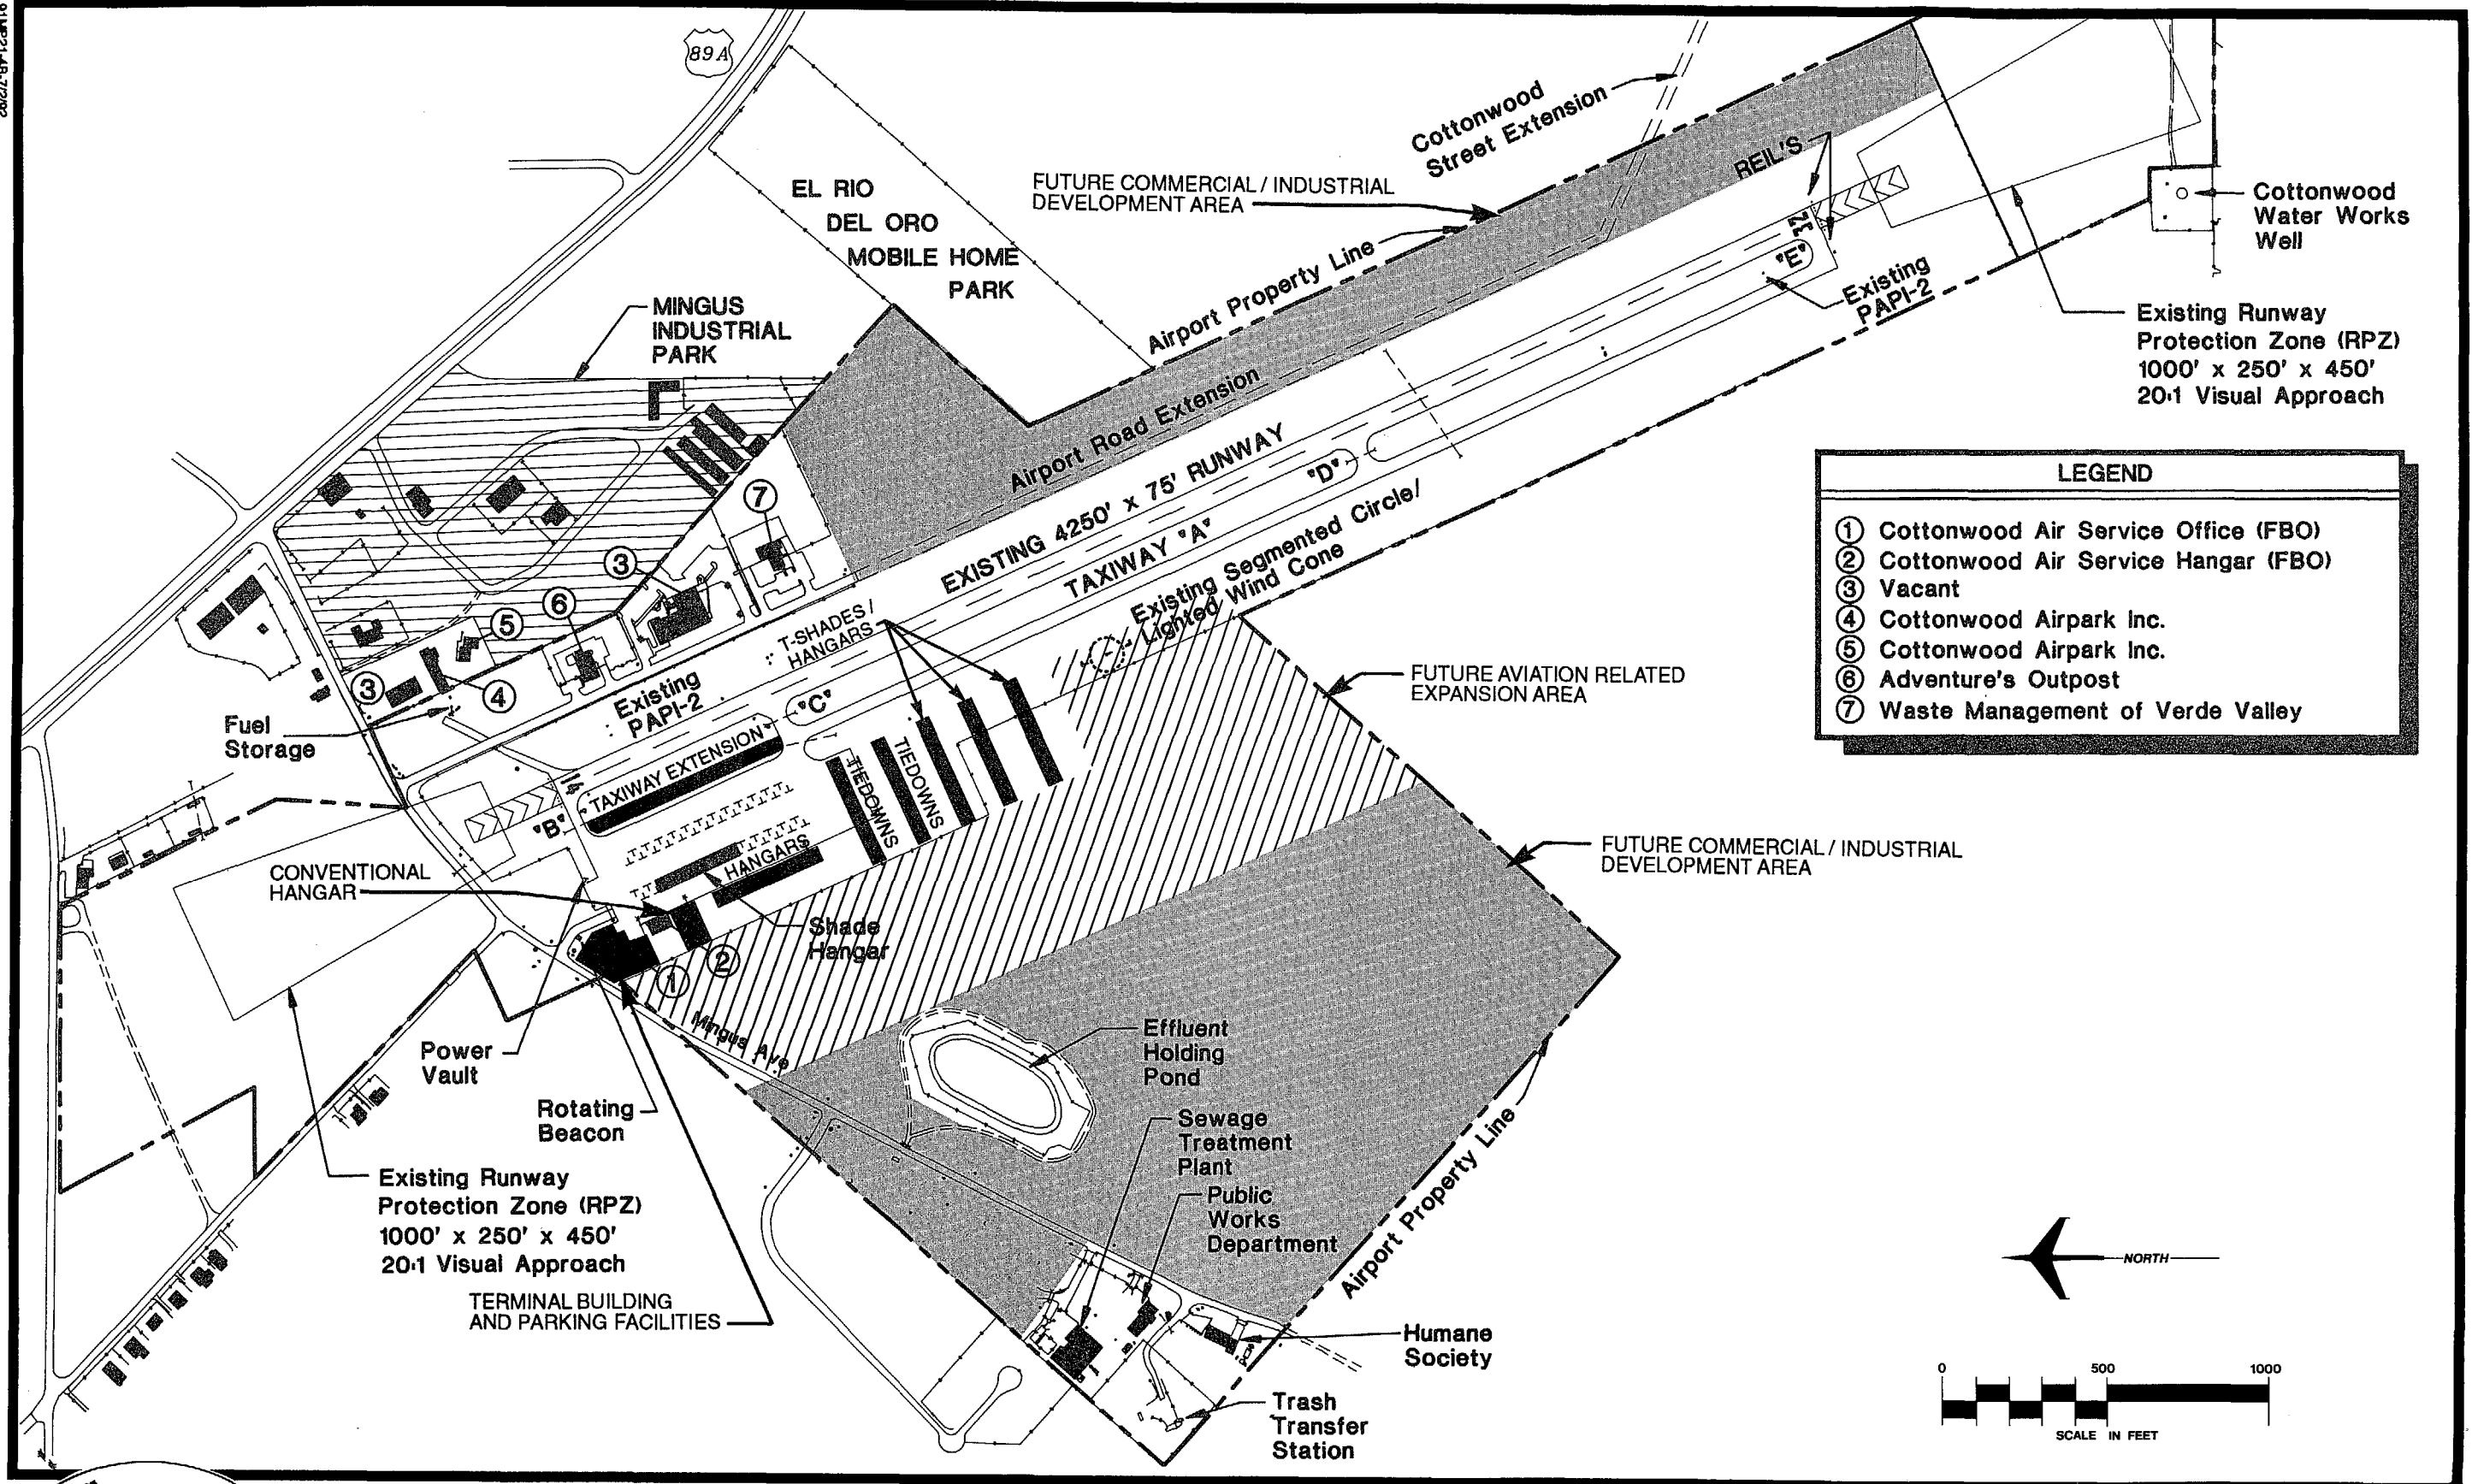 89A
EL RIO
DEL ORO
MOBILE HOME
PARK
MINGUS
INDUSTRIAL
PARK
FUTURE COMMERCIAL / INDUSTRIAL
DEVELOPMENT AREA
Cottonwood
Street Extension
Airport Property Line
REIL'S
32
"E"
Existing
PAPI-2
Cottonwood
Water Works
Well
Existing Runway
Protection Zone (RPZ)
1000' x 250' x 450'
20:1 Visual Approach
Airport Road Extension
EXISTING 4250' x 75' RUNWAY
TAXIWAY "A"
"D"
Existing Segmented Circle/
Lighted Wind Cone
LEGEND
① Cottonwood Air Service Office (FBO)
② Cottonwood Air Service Hangar (FBO)
③ Vacant
④ Cottonwood Airpark Inc.
⑤ Cottonwood Airpark Inc.
⑥ Adventure's Outpost
⑦ Waste Management of Verde Valley
⑦
③
⑥
⑤
③
④
T-SHADES /
HANGARS
Existing
PAPI-2
"C"
Fuel
Storage
TAXIWAY EXTENSION
"B"
TIEDOWNS
TIEDOWNS
HANGARS
CONVENTIONAL
HANGAR
Shade
Hangar
①
②
FUTURE AVIATION RELATED
EXPANSION AREA
FUTURE COMMERCIAL / INDUSTRIAL
DEVELOPMENT AREA
Mingus Ave
Power
Vault
Rotating
Beacon
Effluent
Holding
Pond
Sewage
Treatment
Plant
Public
Works
Department
Airport Property Line
Existing Runway
Protection Zone (RPZ)
1000' x 250' x 450'
20:1 Visual Approach
TERMINAL BUILDING
AND PARKING FACILITIES
Humane
Society
Trash
Transfer
Station
NORTH
0 500 1000
SCALE IN FEET